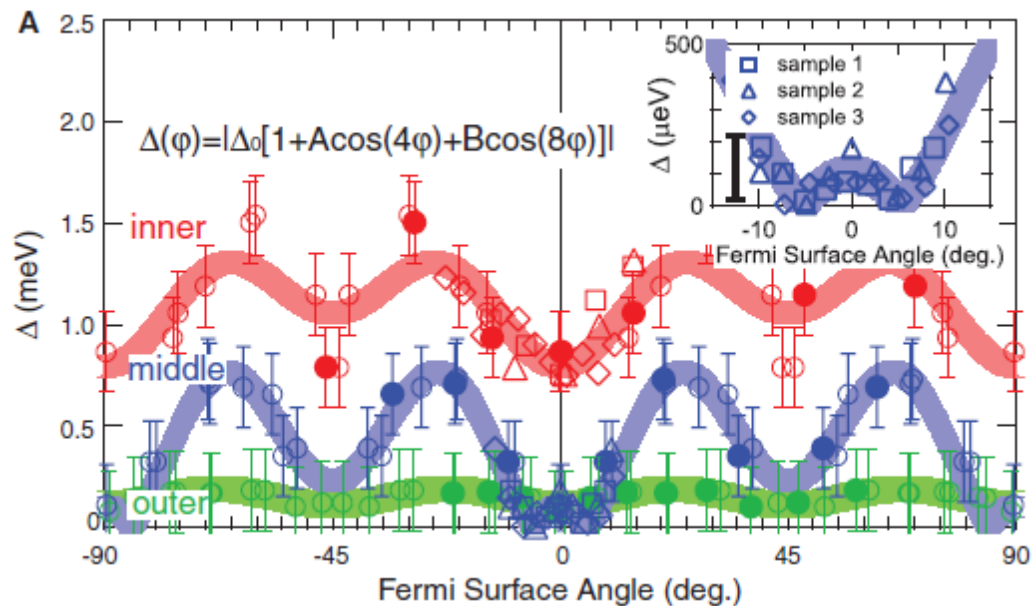 A
2.5
2.0
1.5
1.0
0.5
0
Δ (meV)
Δ(φ)=|Δ₀[1+Acos(4φ)+Bcos(8φ)]|
inner
middle
outer
-90
-45
0
45
90
Fermi Surface Angle (deg.)
500
0
Δ (μeV)
sample 1
sample 2
sample 3
-10
0
10
Fermi Surface Angle (deg.)